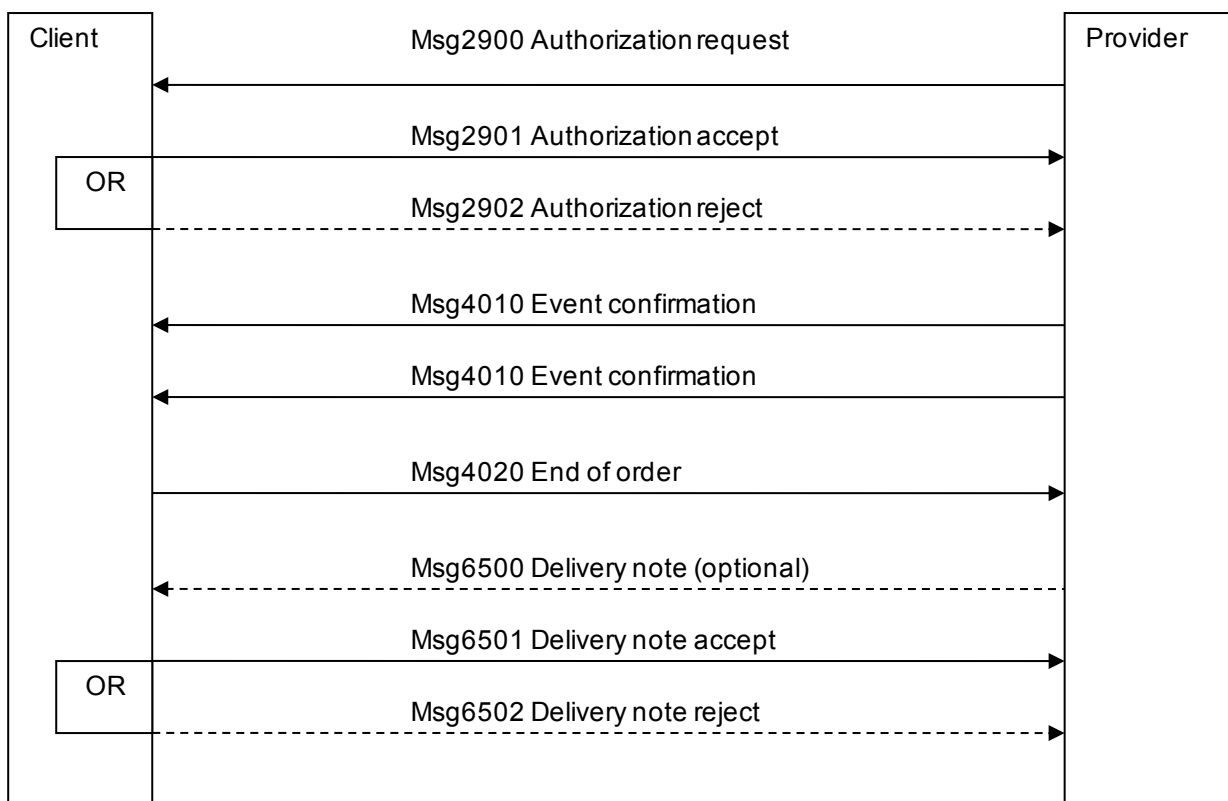 Client
Msg2900 Authorization request
Provider
Msg2901 Authorization accept
OR
Msg2902 Authorization reject
Msg4010 Event confirmation
Msg4010 Event confirmation
Msg4020 End of order
Msg6500 Delivery note (optional)
Msg6501 Delivery note accept
OR
Msg6502 Delivery note reject